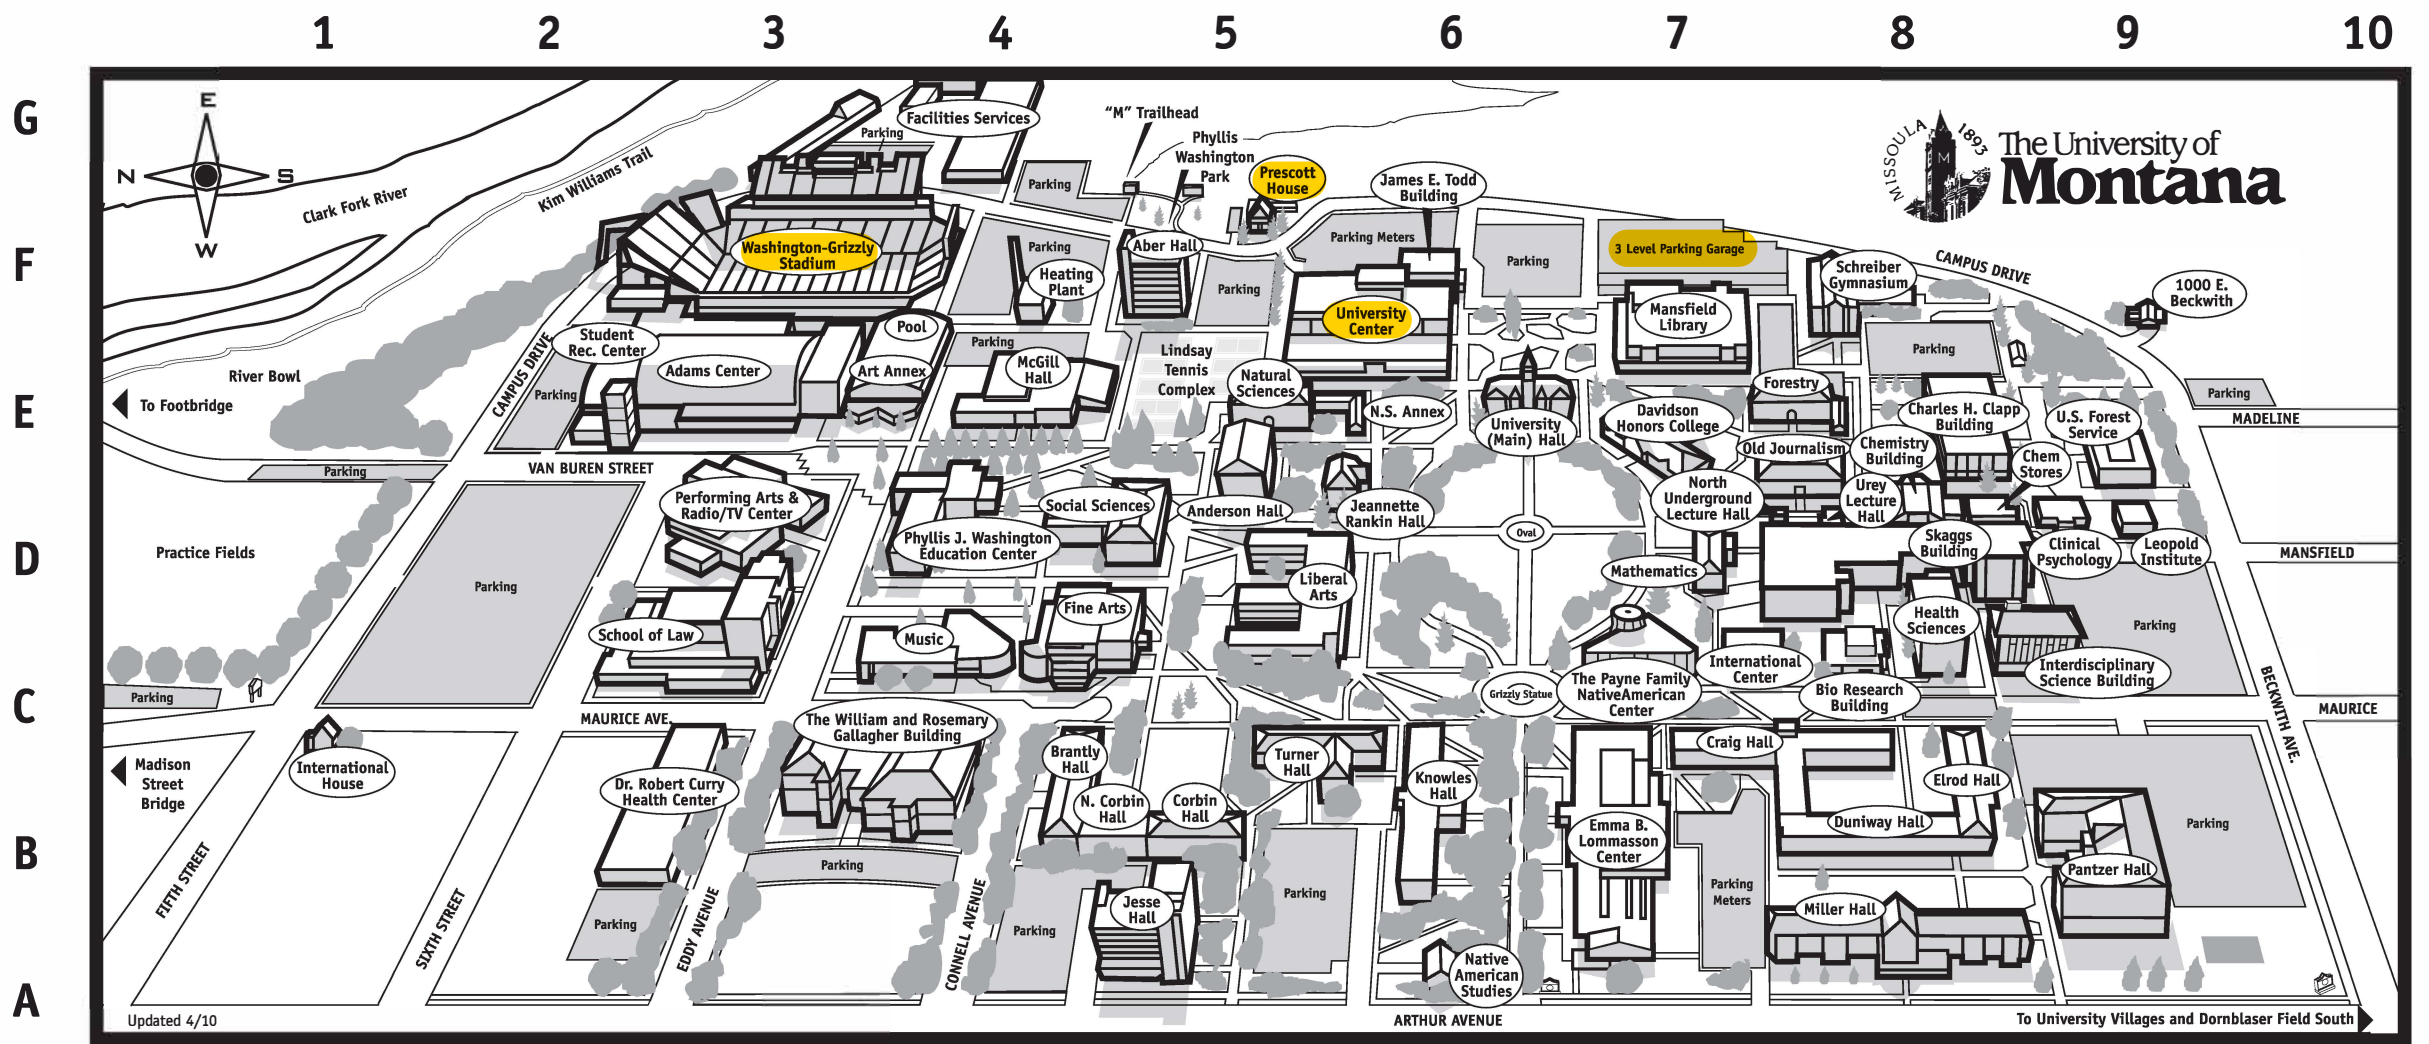 1 2 3 4 5 6 7 8 9 10
G
F
E
D
C
B
A
E
N
S
W
Clark Fork River
Kim Williams Trail
Facilities Services
Parking
"M" Trailhead
Phyllis
Washington
Park
Prescott
House
James E. Todd
Building
MISSOULA
M
1893
The University of
Montana
Parking
Washington-Grizzly
Stadium
Parking
Heating
Plant
Aber Hall
Parking
Parking Meters
University
Center
Parking
3 Level Parking Garage
Mansfield
Library
Schreiber
Gymnasium
CAMPUS DRIVE
1000 E.
Beckwith
Student
Rec. Center
Pool
Adams Center
Art Annex
Parking
McGill
Hall
Lindsay
Tennis
Complex
Natural
Sciences
N.S. Annex
University
(Main) Hall
Davidson
Honors College
Forestry
Parking
Charles H. Clapp
Building
U.S. Forest
Service
Parking
MADELINE
River Bowl
To Footbridge
CAMPUS DRIVE
Parking
Parking
VAN BUREN STREET
Old Journalism
Chemistry
Building
Chem
Stores
Performing Arts &
Radio/TV Center
Social Sciences
Anderson Hall
Jeannette
Rankin Hall
North
Underground
Lecture Hall
Urey
Lecture
Hall
Phyllis J. Washington
Education Center
Oval
Skaggs
Building
Clinical
Psychology
Leopold
Institute
MANSFIELD
Practice Fields
Parking
Liberal
Arts
Mathematics
School of Law
Music
Fine Arts
Health
Sciences
Parking
International
Center
Interdisciplinary
Science Building
Parking
Grizzly Statue
The Payne Family
NativeAmerican
Center
Bio Research
Building
BECKWITH AVE.
MAURICE
MAURICE AVE.
The William and Rosemary
Gallagher Building
Madison
Street
Bridge
International
House
Dr. Robert Curry
Health Center
Brantly
Hall
N. Corbin
Hall
Corbin
Hall
Turner
Hall
Knowles
Hall
Craig Hall
Elrod Hall
Emma B.
Lommasson
Center
Duniway Hall
Parking
Pantzer Hall
FIFTH STREET
SIXTH STREET
Parking
EDDY AVENUE
Parking
CONNELL AVENUE
Parking
Jesse
Hall
Parking
Parking
Meters
Miller Hall
Native
American
Studies
Updated 4/10
ARTHUR AVENUE
To University Villages and Dornblaser Field South